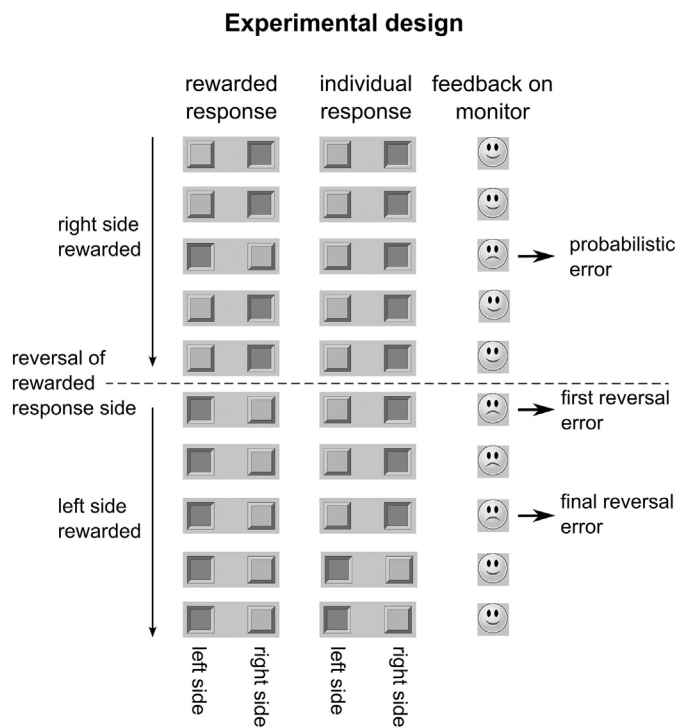 Experimental design
rewarded
response
individual
response
feedback on
monitor
right side
rewarded
probabilistic
error
reversal of
rewarded
response side
first reversal
error
left side
rewarded
final reversal
error
left side
right side
left side
right side